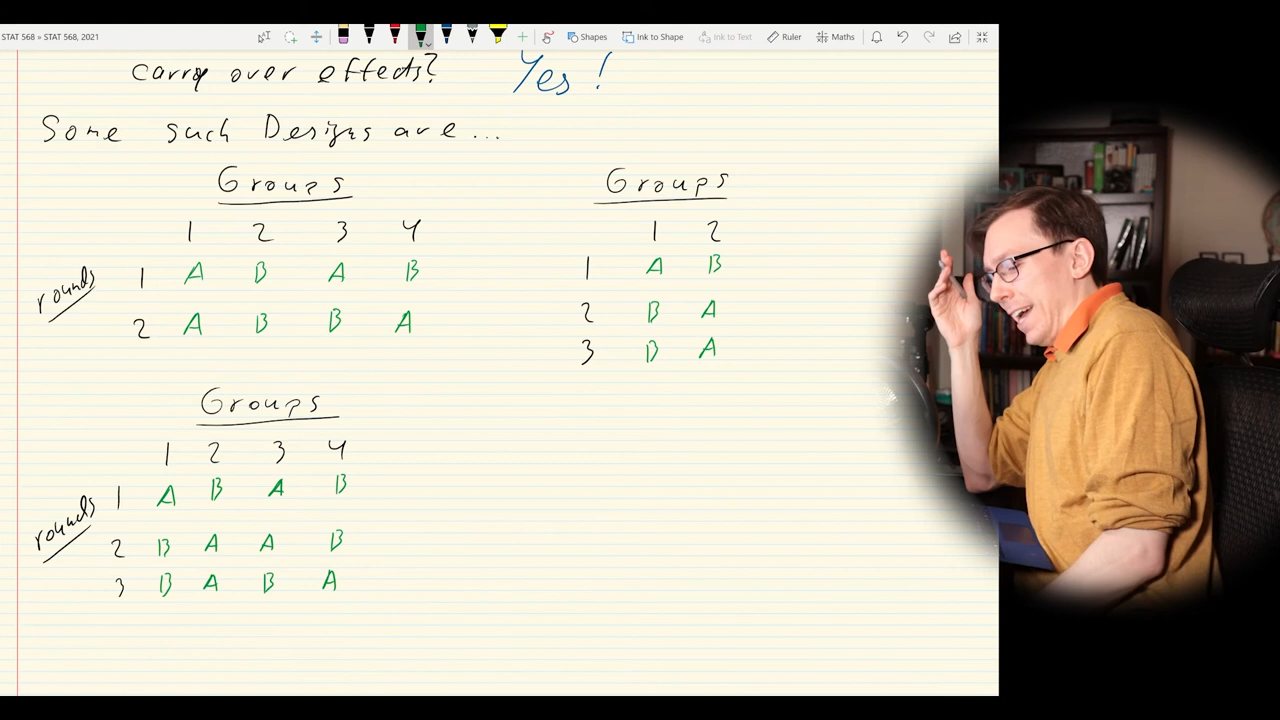 STAT 568 » STAT 568, 2021
Shapes Ink to Shape Ink to Text Ruler Maths
carry over effects? Yes!
Some such Designs are...
Groups
1 2 3 4
rounds
1 A B A B
2 A B B A
Groups
1 2
1 A B
2 B A
3 B A
Groups
1 2 3 4
rounds
1 A B A B
2 B A A B
3 B A B A